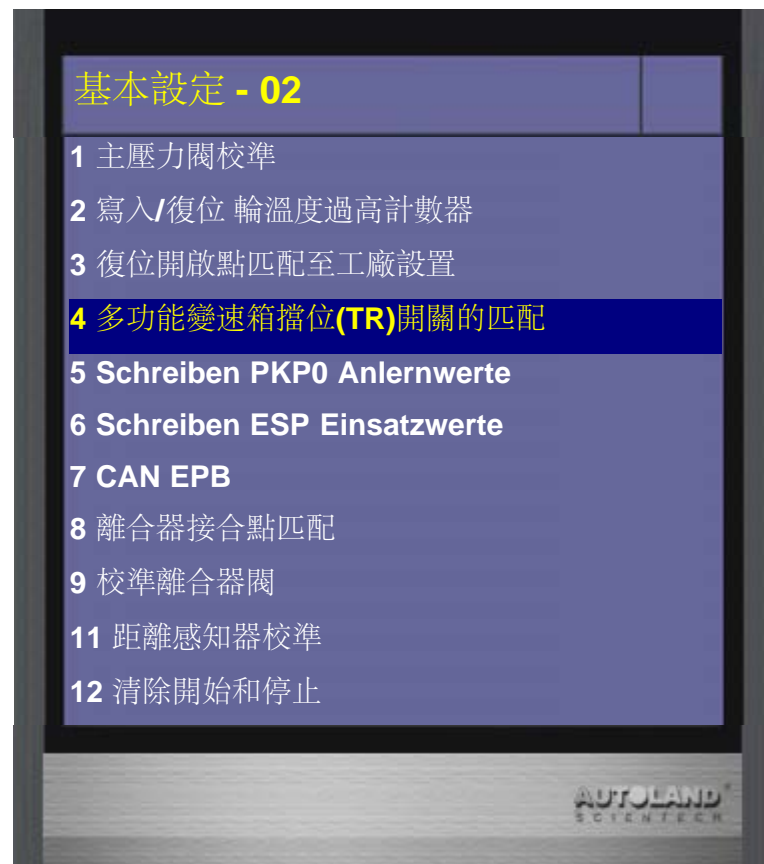 基本設定 - 02
1 主壓力閥校準
2 寫入/復位 輪溫度過高計數器
3 復位開啟點匹配至工廠設置
4 多功能變速箱擋位(TR)開關的匹配
5 Schreiben PKP0 Anlernwerte
6 Schreiben ESP Einsatzwerte
7 CAN EPB
8 離合器接合點匹配
9 校準離合器閥
11 距離感知器校準
12 清除開始和停止
AUTOLAND
SCIENTECH